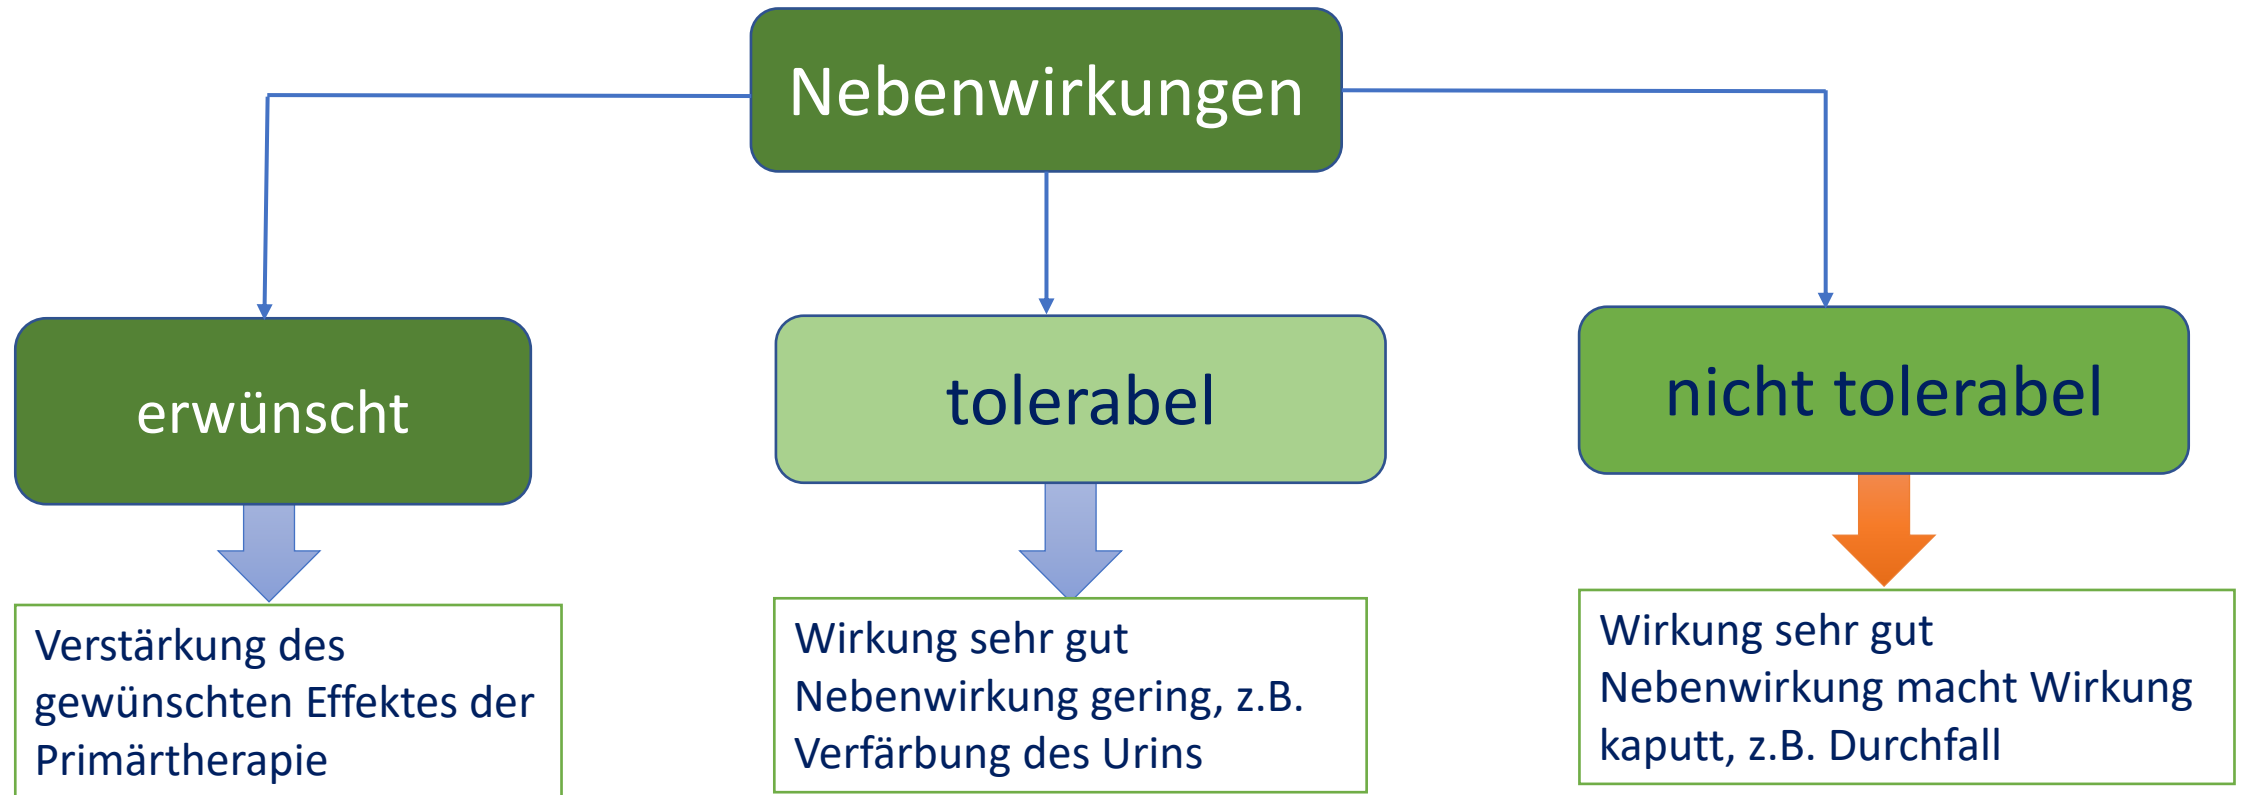 Nebenwirkungen
erwünscht
tolerabel
nicht tolerabel
Verstärkung des
gewünschten Effektes der
Primärtherapie
Wirkung sehr gut
Nebenwirkung gering, z.B.
Verfärbung des Urins
Wirkung sehr gut
Nebenwirkung macht Wirkung
kaputt, z.B. Durchfall